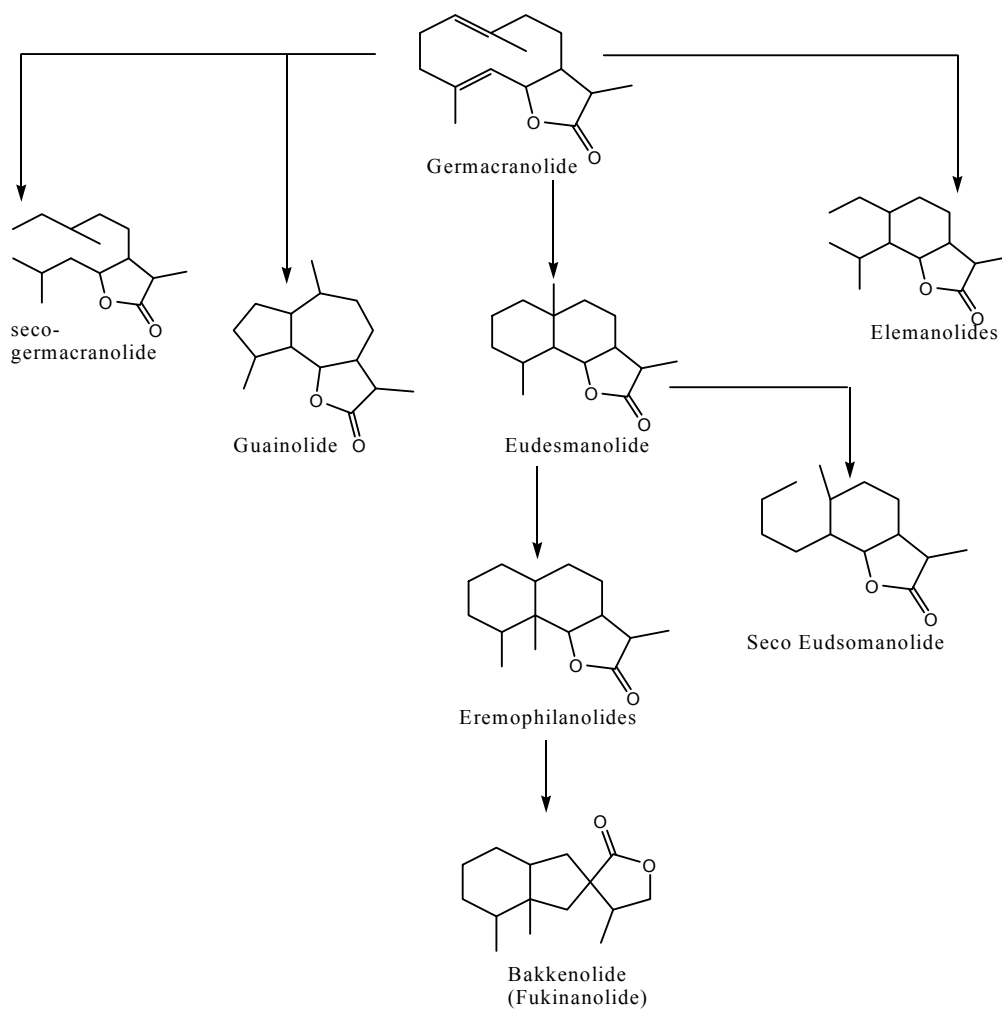 O
O
Germacranolide
O
O
seco-
germacranolide
O
O
Guainolide
O
O
Eudesmanolide
O
O
Elemanolides
O
O
Seco Eudsomanolide
O
O
Eremophilanolides
O
O
Bakkenolide
(Fukinanolide)